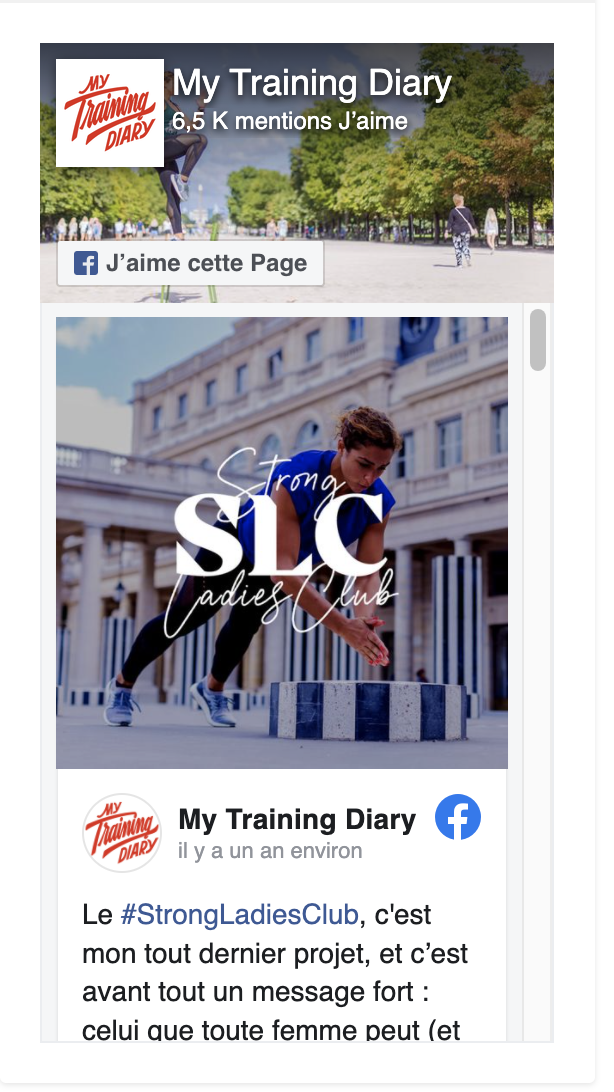 MY
Training
DIARY
My Training Diary
6,5 K mentions J’aime
J’aime cette Page
Strong
SLC
Ladies Club
MY
Training
DIARY
My Training Diary
il y a un an environ
Le #StrongLadiesClub, c'est
mon tout dernier projet, et c’est
avant tout un message fort :
celui que toute femme peut (et